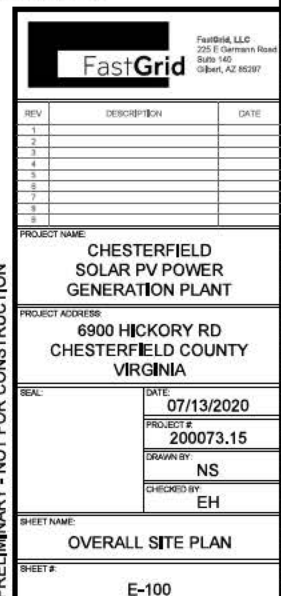 FastGrid
FastGrid, LLC
225 E Germann Road
Suite 140
Gilbert, AZ 85297
REV DESCRIPTION DATE
1
2
3
4
5
6
7
8
9
PROJECT NAME:
CHESTERFIELD
SOLAR PV POWER
GENERATION PLANT
PROJECT ADDRESS:
6900 HICKORY RD
CHESTERFIELD COUNTY
VIRGINIA
SEAL:
DATE:
07/13/2020
PROJECT #:
200073.15
DRAWN BY:
NS
CHECKED BY:
EH
SHEET NAME:
OVERALL SITE PLAN
SHEET #:
E-100
PRELIMINARY - NOT FOR CONSTRUCTION